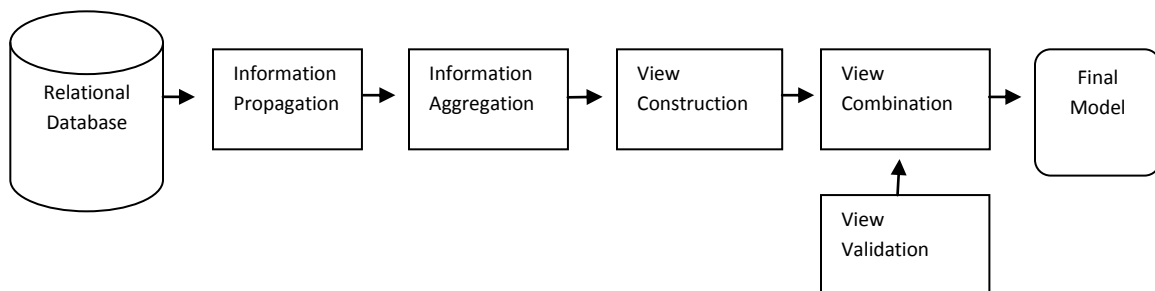 Relational
Database
Information
Propagation
Information
Aggregation
View
Construction
View
Combination
Final
Model
View
Validation